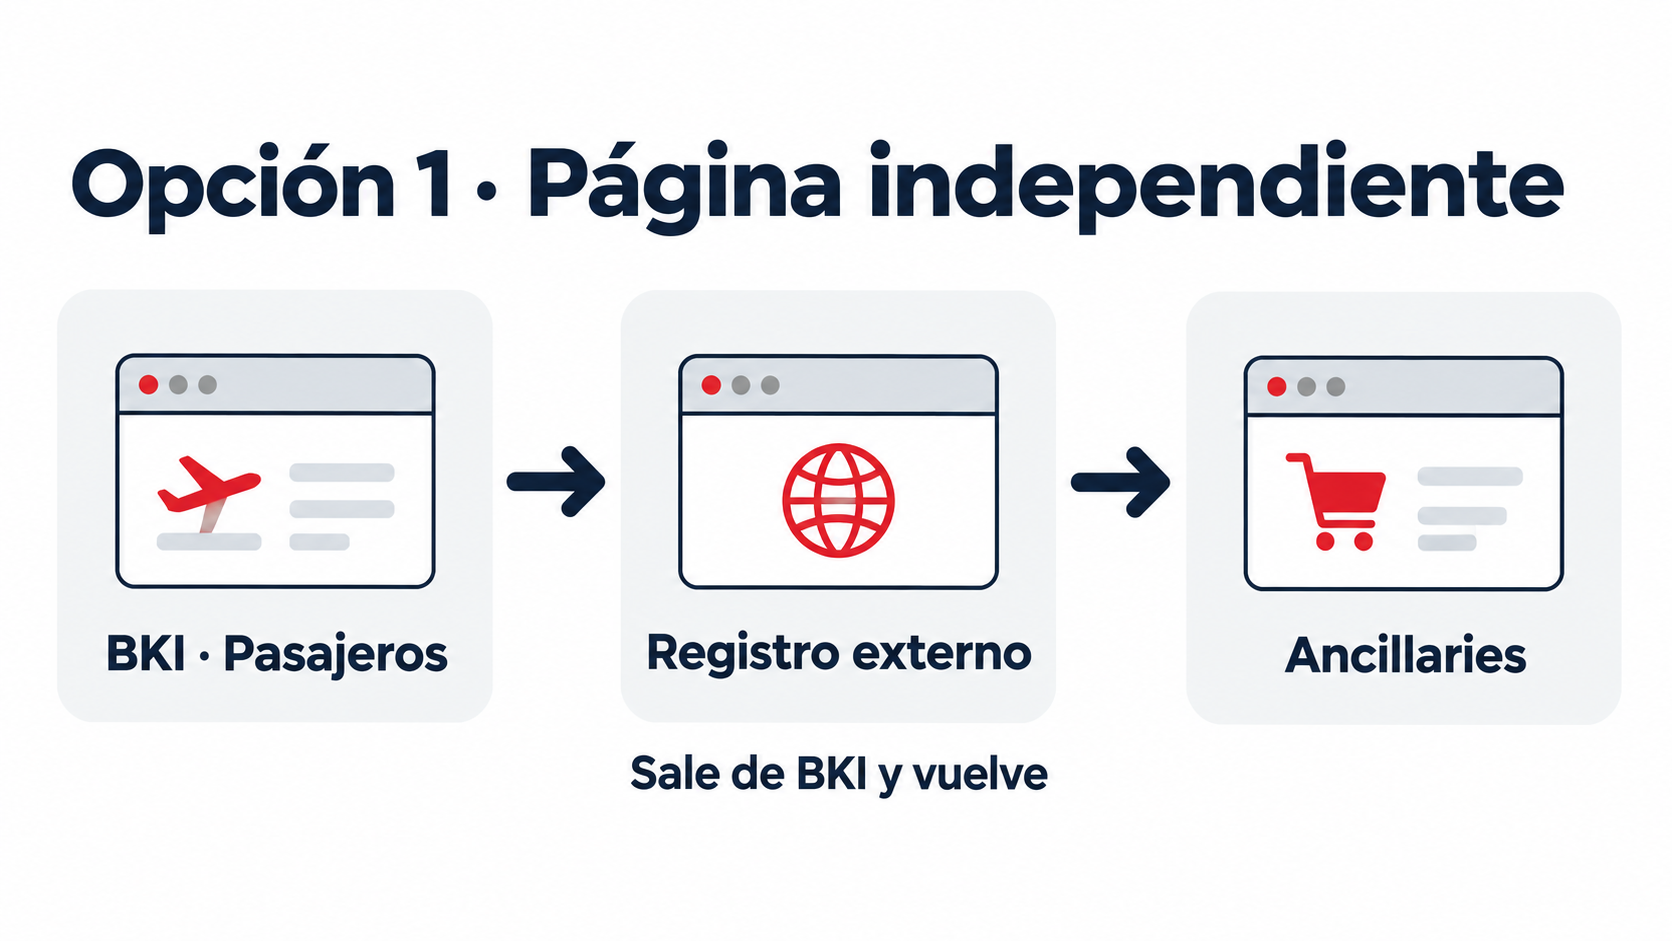 Opción 1 · Página independiente
BKI · Pasajeros
Registro externo
Ancillaries
Sale de BKI y vuelve